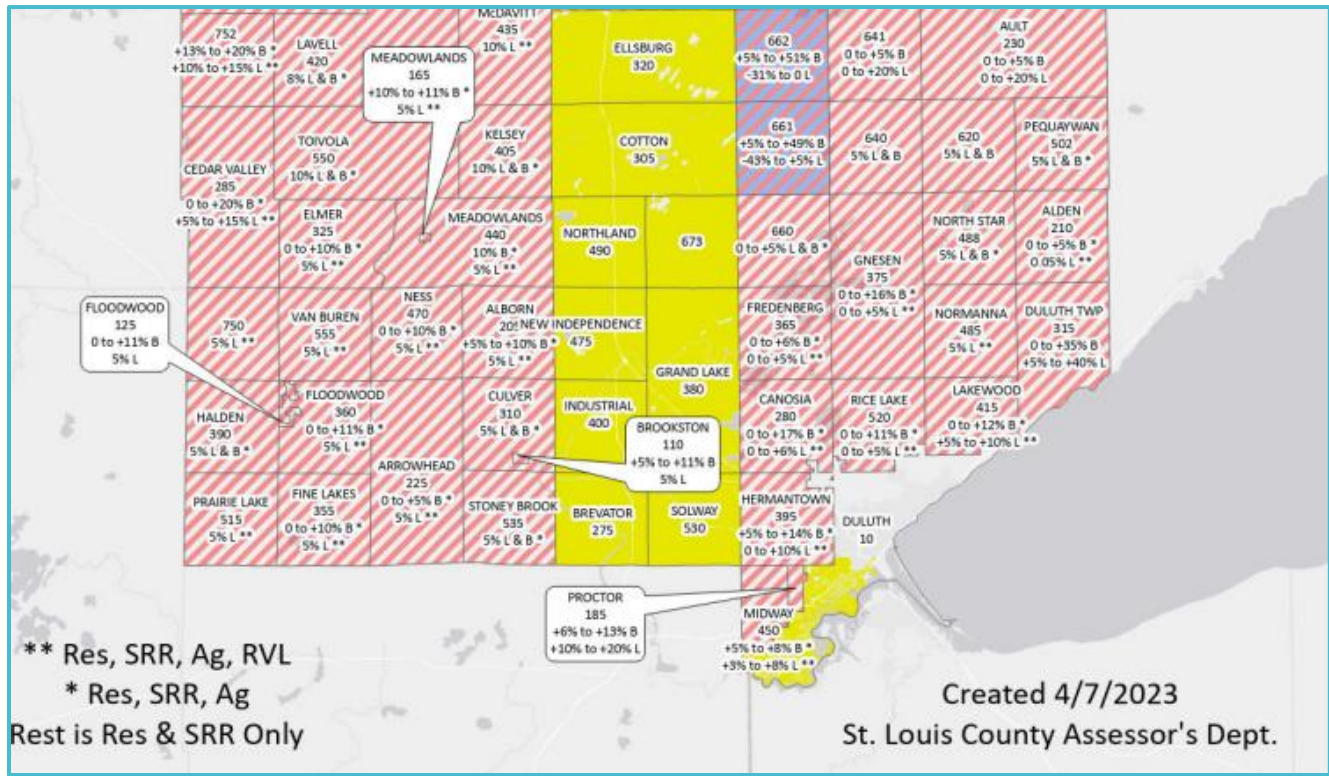 McDAVITT
435
10% L **
752
+13% to +20% B *
+10% to +15% L **
LAVELL
420
8% L & B *
MEADOWLANDS
165
+10% to +11% B *
5% L **
ELLSBURG
320
662
+5% to +51% B
-31% to 0 L
641
0 to +5% B
0 to +20% L
AULT
230
0 to +5% B
0 to +20% L
CEDAR VALLEY
285
0 to +20% B *
+5% to +15% L **
TOIVOLA
550
10% L & B *
KELSEY
405
10% L & B *
COTTON
305
661
+5% to +49% B
-43% to +5% L
640
5% L & B
620
5% L & B
PEQUAYWAN
502
5% L & B *
ELMER
325
0 to +10% B *
5% L **
MEADOWLANDS
440
10% B *
5% L **
NORTHLAND
490
673
660
0 to +5% L & B *
GNESEN
375
0 to +16% B *
0 to +5% L **
NORTH STAR
488
5% L & B *
ALDEN
210
0 to +5% B *
0.05% L **
FLOODWOOD
125
0 to +11% B
5% L
750
5% L **
VAN BUREN
555
5% L **
NESS
470
0 to +10% B *
5% L **
ALBORN
205
+5% to +10% B *
5% L **
NEW INDEPENDENCE
475
GRAND LAKE
380
FREDENBERG
365
0 to +6% B *
0 to +5% L **
NORMANNA
485
5% L **
DULUTH TWP
315
0 to +35% B
+5% to +40% L
HALDEN
390
5% L & B *
FLOODWOOD
360
0 to +11% B *
5% L **
CULVER
310
5% L & B *
INDUSTRIAL
400
BROOKSTON
110
+5% to +11% B
5% L
CANOSIA
280
0 to +17% B *
0 to +6% L **
RICE LAKE
520
0 to +11% B *
0 to +5% L **
LAKEWOOD
415
0 to +12% B *
+5% to +10% L **
PRAIRIE LAKE
515
5% L **
FINE LAKES
355
0 to +10% B *
5% L **
ARROWHEAD
225
0 to +5% B *
5% L **
STONEY BROOK
535
5% L & B *
BREVATOR
275
SOLWAY
530
HERMANTOWN
395
+5% to +14% B *
0 to +10% L **
DULUTH
10
PROCTOR
185
+6% to +13% B
+10% to +20% L
MIDWAY
450
+5% to +8% B *
+3% to +8% L **
** Res, SRR, Ag, RVL
* Res, SRR, Ag
Rest is Res & SRR Only
Created 4/7/2023
St. Louis County Assessor's Dept.